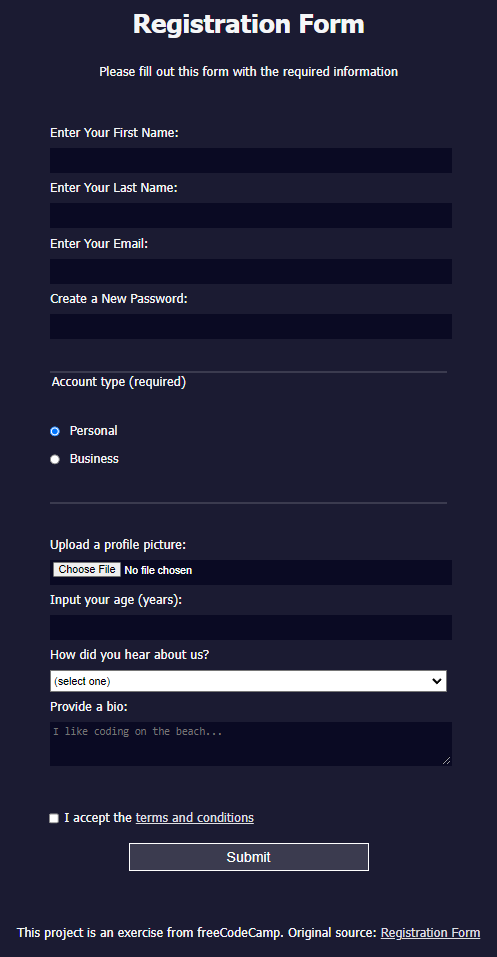 Registration Form
Please fill out this form with the required information
Enter Your First Name:
Enter Your Last Name:
Enter Your Email:
Create a New Password:
Account type (required)
Personal
Business
Upload a profile picture:
Choose File No file chosen
Input your age (years):
How did you hear about us?
(select one)
Provide a bio:
I like coding on the beach...
I accept the terms and conditions
Submit
This project is an exercise from freeCodeCamp. Original source: Registration Form